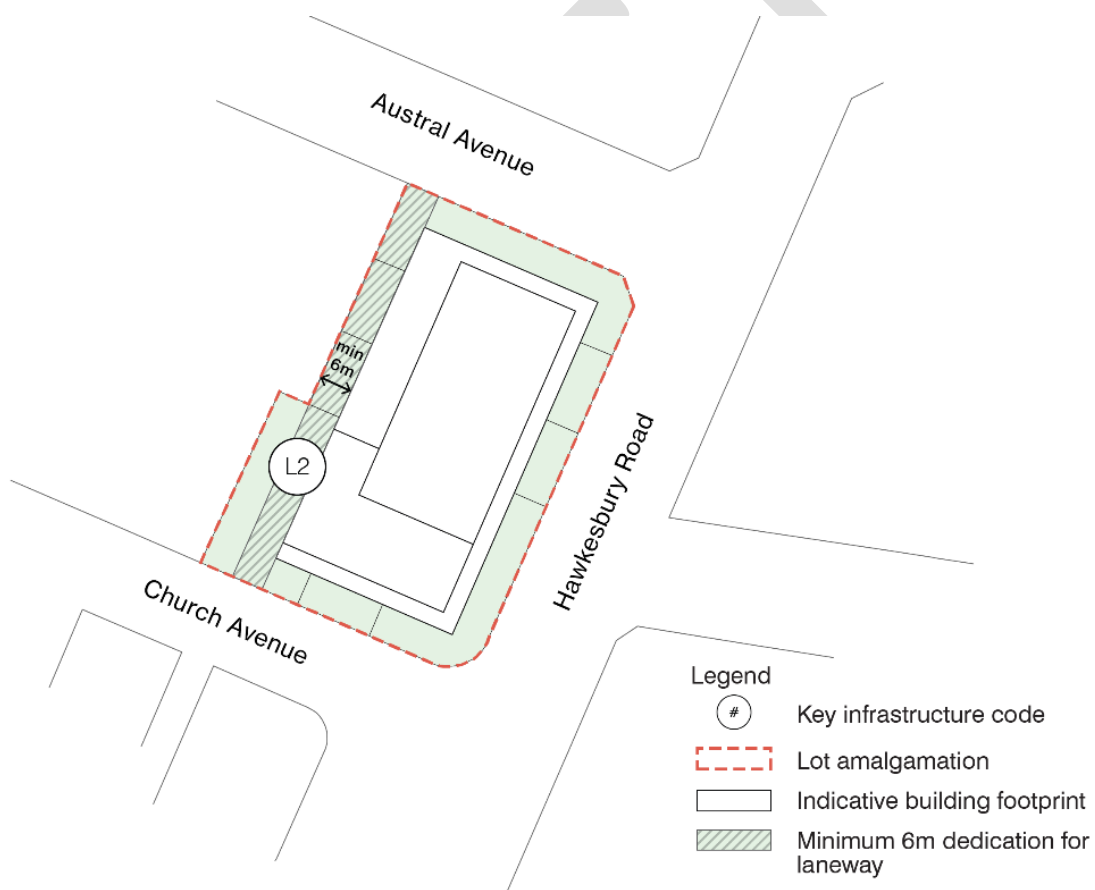 Austral Avenue
min
6m
L2
Hawkesbury Road
Church Avenue
Legend
# Key infrastructure code
Lot amalgamation
Indicative building footprint
Minimum 6m dedication for
laneway